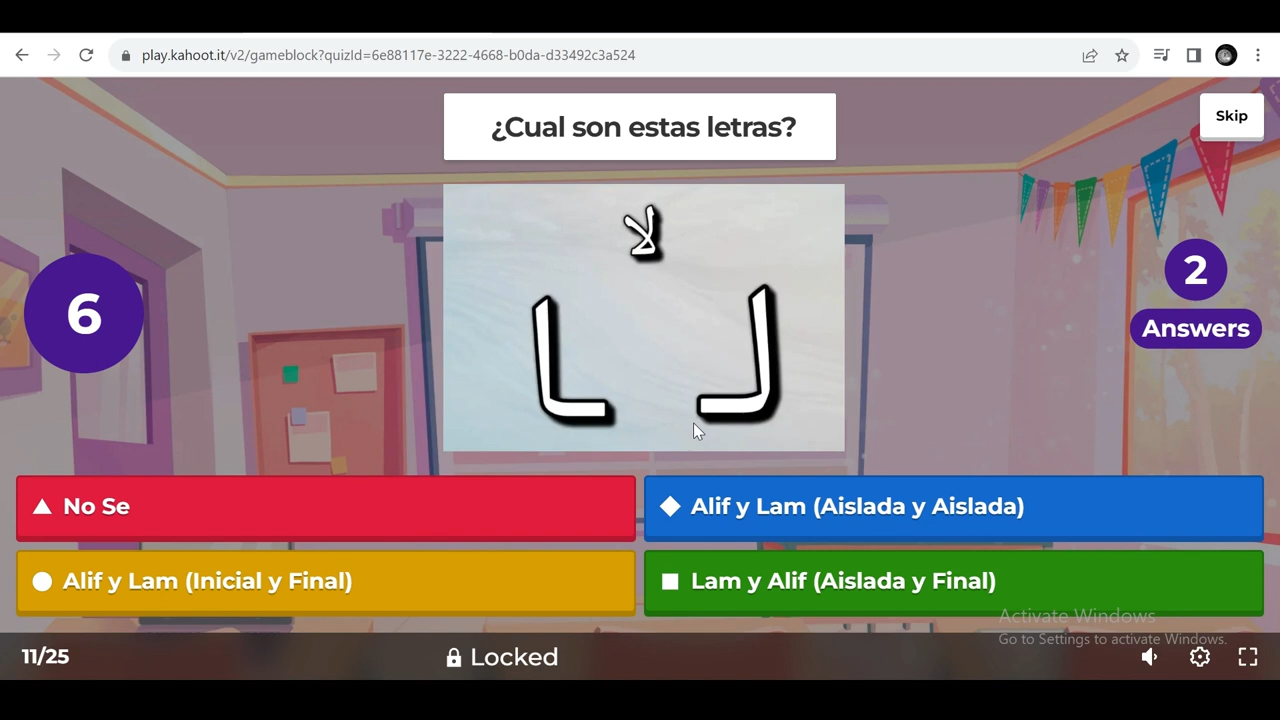 play.kahoot.it/v2/gameblock?quizId=6e88117e-3222-4668-b0da-d33492c3a524
¿Cual son estas letras?
Skip
لا
لـ ـا
6
2
Answers
No Se
Alif y Lam (Aislada y Aislada)
Alif y Lam (Inicial y Final)
Lam y Alif (Aislada y Final)
Activate Windows
Go to Settings to activate Windows.
11/25
Locked